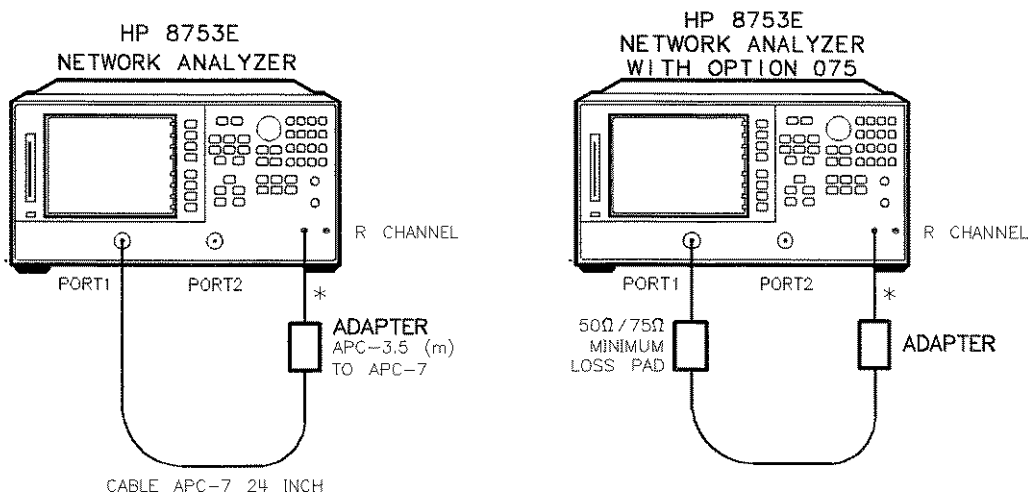 HP 8753E
NETWORK ANALYZER
R CHANNEL
PORT1
PORT2
*
ADAPTER
APC-3.5 (m)
TO APC-7
CABLE APC-7 24 INCH
HP 8753E
NETWORK ANALYZER
WITH OPTION 075
R CHANNEL
PORT1
PORT2
*
50Ω/75Ω
MINIMUM
LOSS PAD
ADAPTER